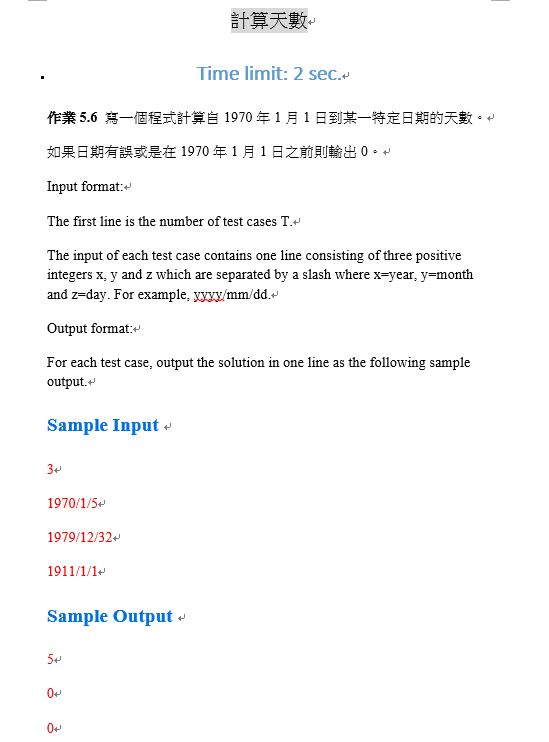 計算天數
Time limit: 2 sec.
作業 5.6 寫一個程式計算自 1970 年 1 月 1 日到某一特定日期的天數。
如果日期有誤或是在 1970 年 1 月 1 日之前則輸出 0。
Input format:
The first line is the number of test cases T.
The input of each test case contains one line consisting of three positive
integers x, y and z which are separated by a slash where x=year, y=month
and z=day. For example, yyyy/mm/dd.
Output format:
For each test case, output the solution in one line as the following sample
output.
Sample Input
3
1970/1/5
1979/12/32
1911/1/1
Sample Output
5
0
0